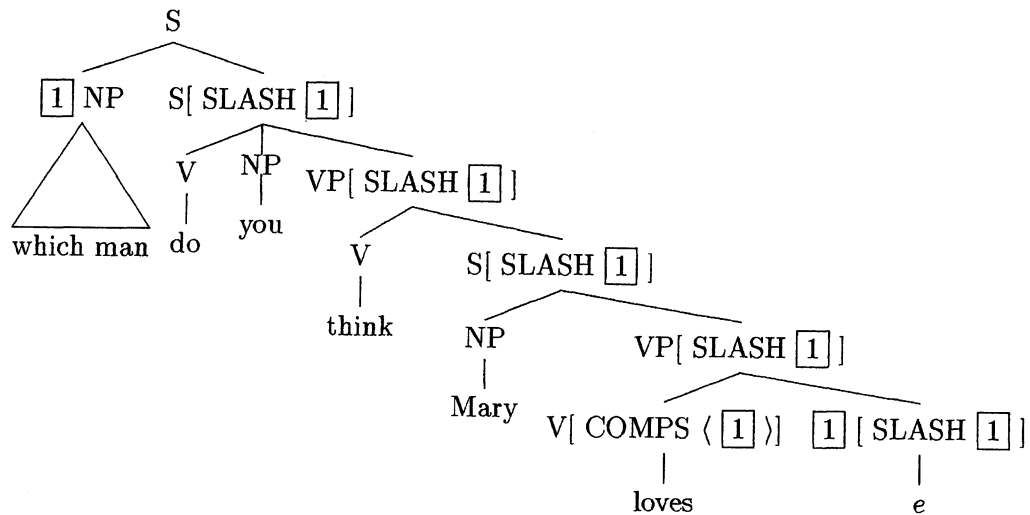 S
1 NP S[ SLASH 1 ]
V NP VP[ SLASH 1 ]
which man do you
V S[ SLASH 1 ]
think
NP VP[ SLASH 1 ]
Mary
V[ COMPS ⟨ 1 ⟩] 1 [ SLASH 1 ]
loves e